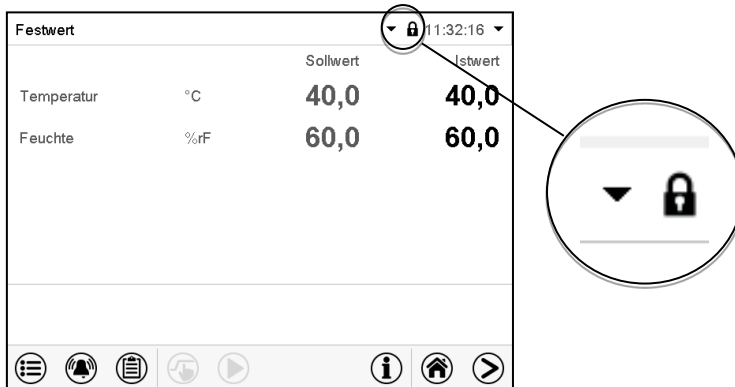 Festwert 11:32:16
Sollwert Istwert
Temperatur °C 40,0 40,0
Feuchte %rF 60,0 60,0